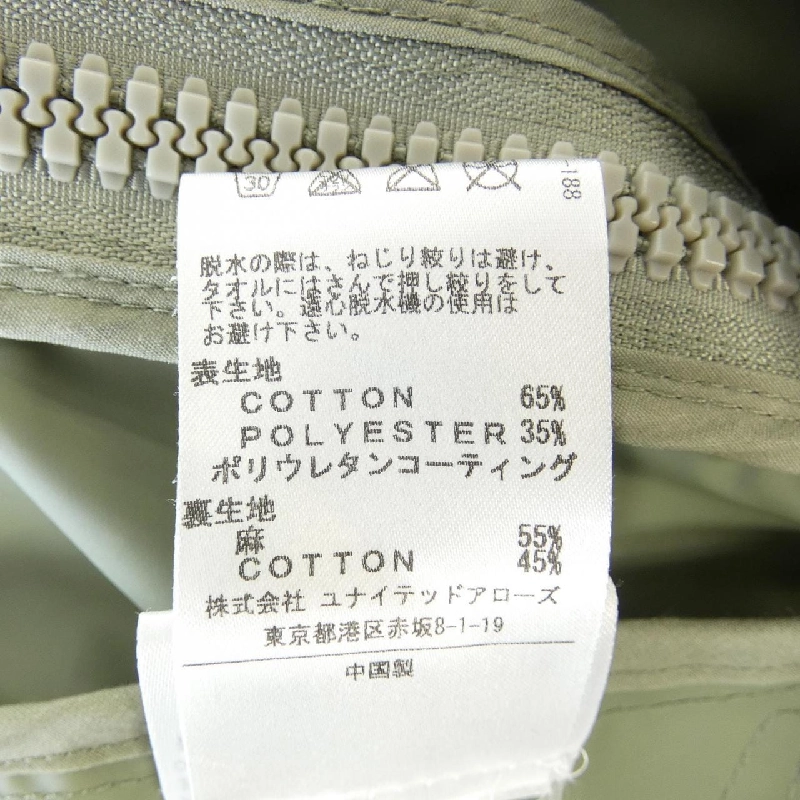 30
-188
脱水の際は、ねじり絞りは避け、
タオルにはさんで押し絞りをして
下さい。遠心脱水機の使用は
お避け下さい。
表生地
COTTON 65%
POLYESTER 35%
ポリウレタンコーティング
裏生地
麻 55%
COTTON 45%
株式会社 ユナイテッドアローズ
東京都港区赤坂8-1-19
中国製